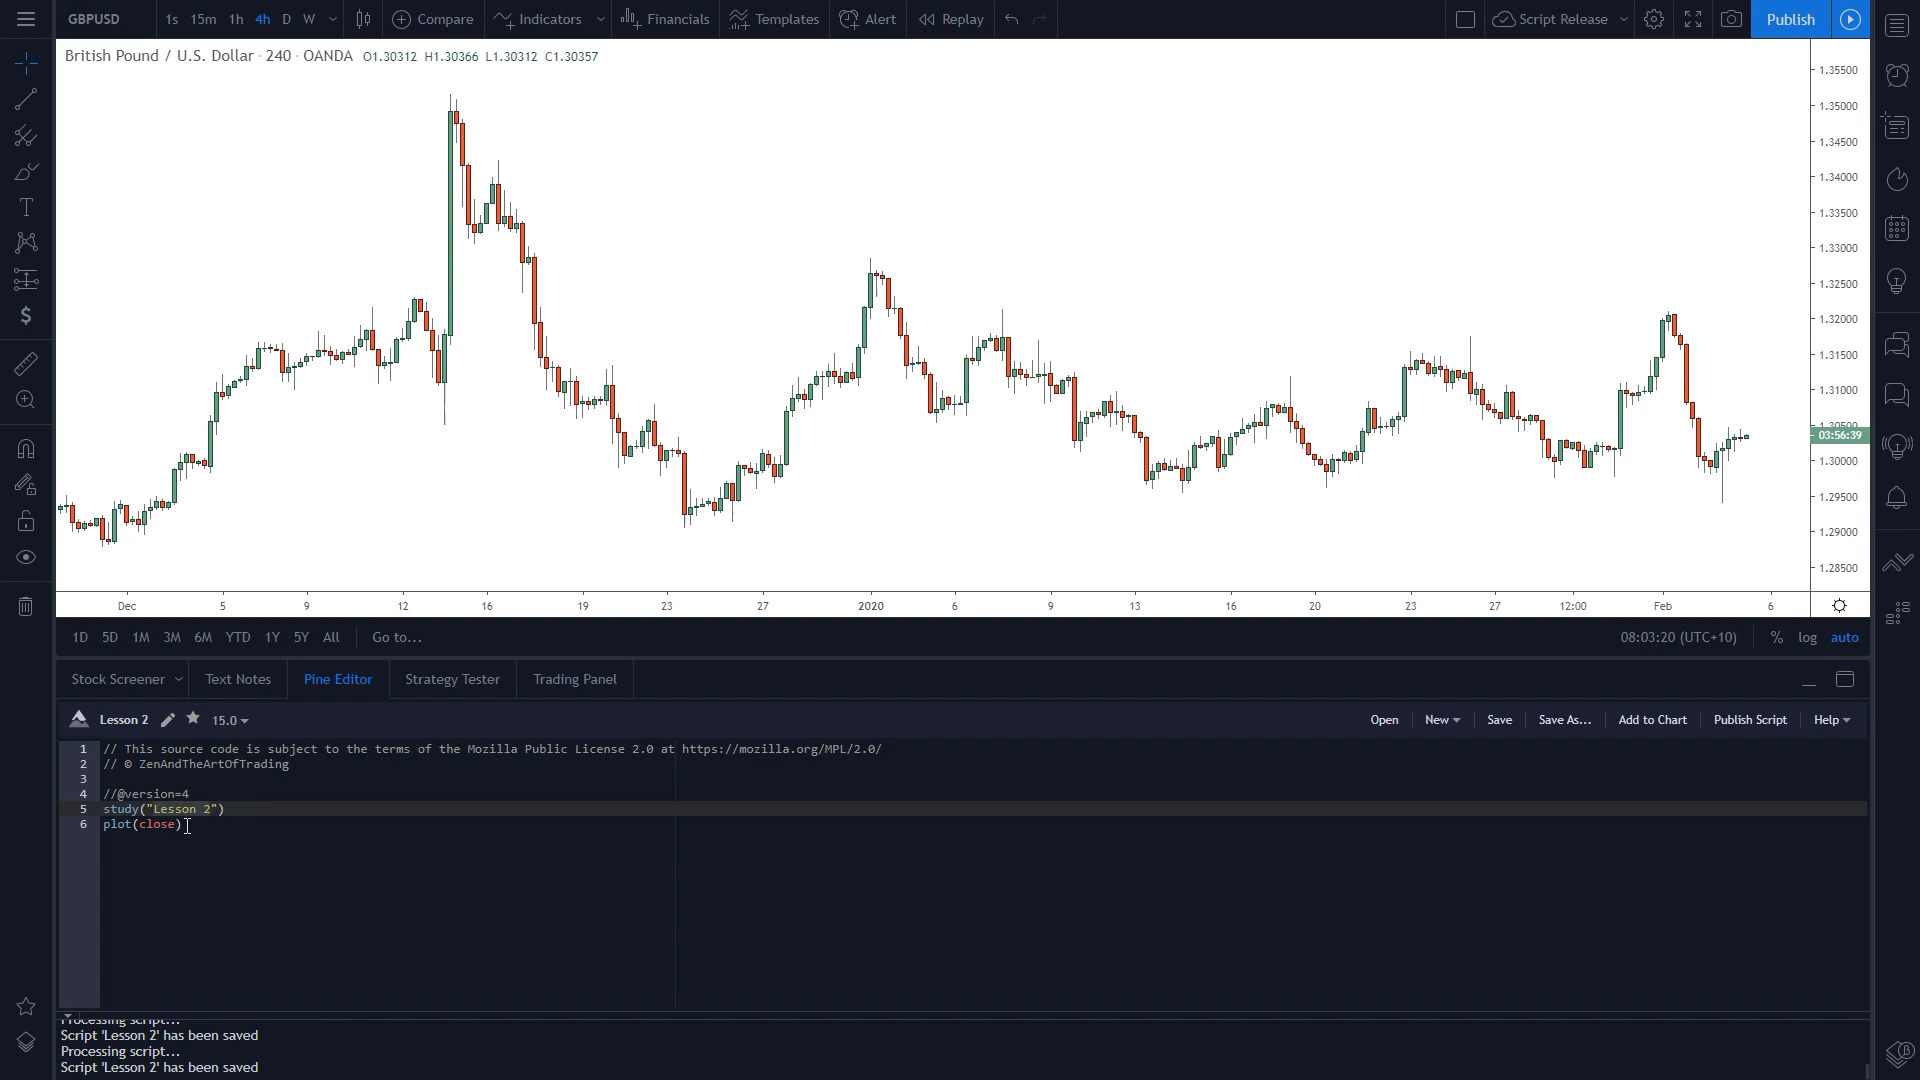 GBPUSD 1s 15m 1h 4h D W Compare Indicators Financials Templates Alert Replay Script Release Publish
British Pound / U.S. Dollar · 240 · OANDA O1.30312 H1.30366 L1.30312 C1.30357
1.35500
1.35000
1.34500
1.34000
1.33500
1.33000
1.32500
1.32000
1.31500
1.31000
1.30500
03:56:39
1.30000
1.29500
1.29000
1.28500
Dec 5 9 12 16 19 23 27 2020 6 9 13 16 20 23 27 12:00 Feb 6
1D 5D 1M 3M 6M YTD 1Y 5Y All Go to... 08:03:20 (UTC+10) % log auto
Stock Screener Text Notes Pine Editor Strategy Tester Trading Panel
Lesson 2 15.0 Open New Save Save As... Add to Chart Publish Script Help
1 // This source code is subject to the terms of the Mozilla Public License 2.0 at https://mozilla.org/MPL/2.0/
2 // © ZenAndTheArtOfTrading
3
4 //@version=4
5 study("Lesson 2")
6 plot(close)
Processing script...
Script 'Lesson 2' has been saved
Processing script...
Script 'Lesson 2' has been saved